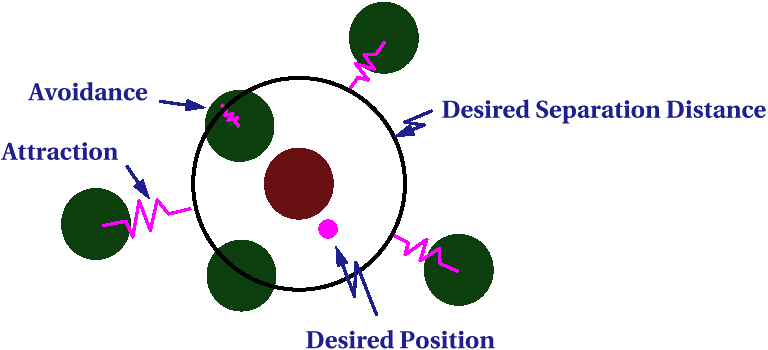 Avoidance
Desired Separation Distance
Attraction
Desired Position